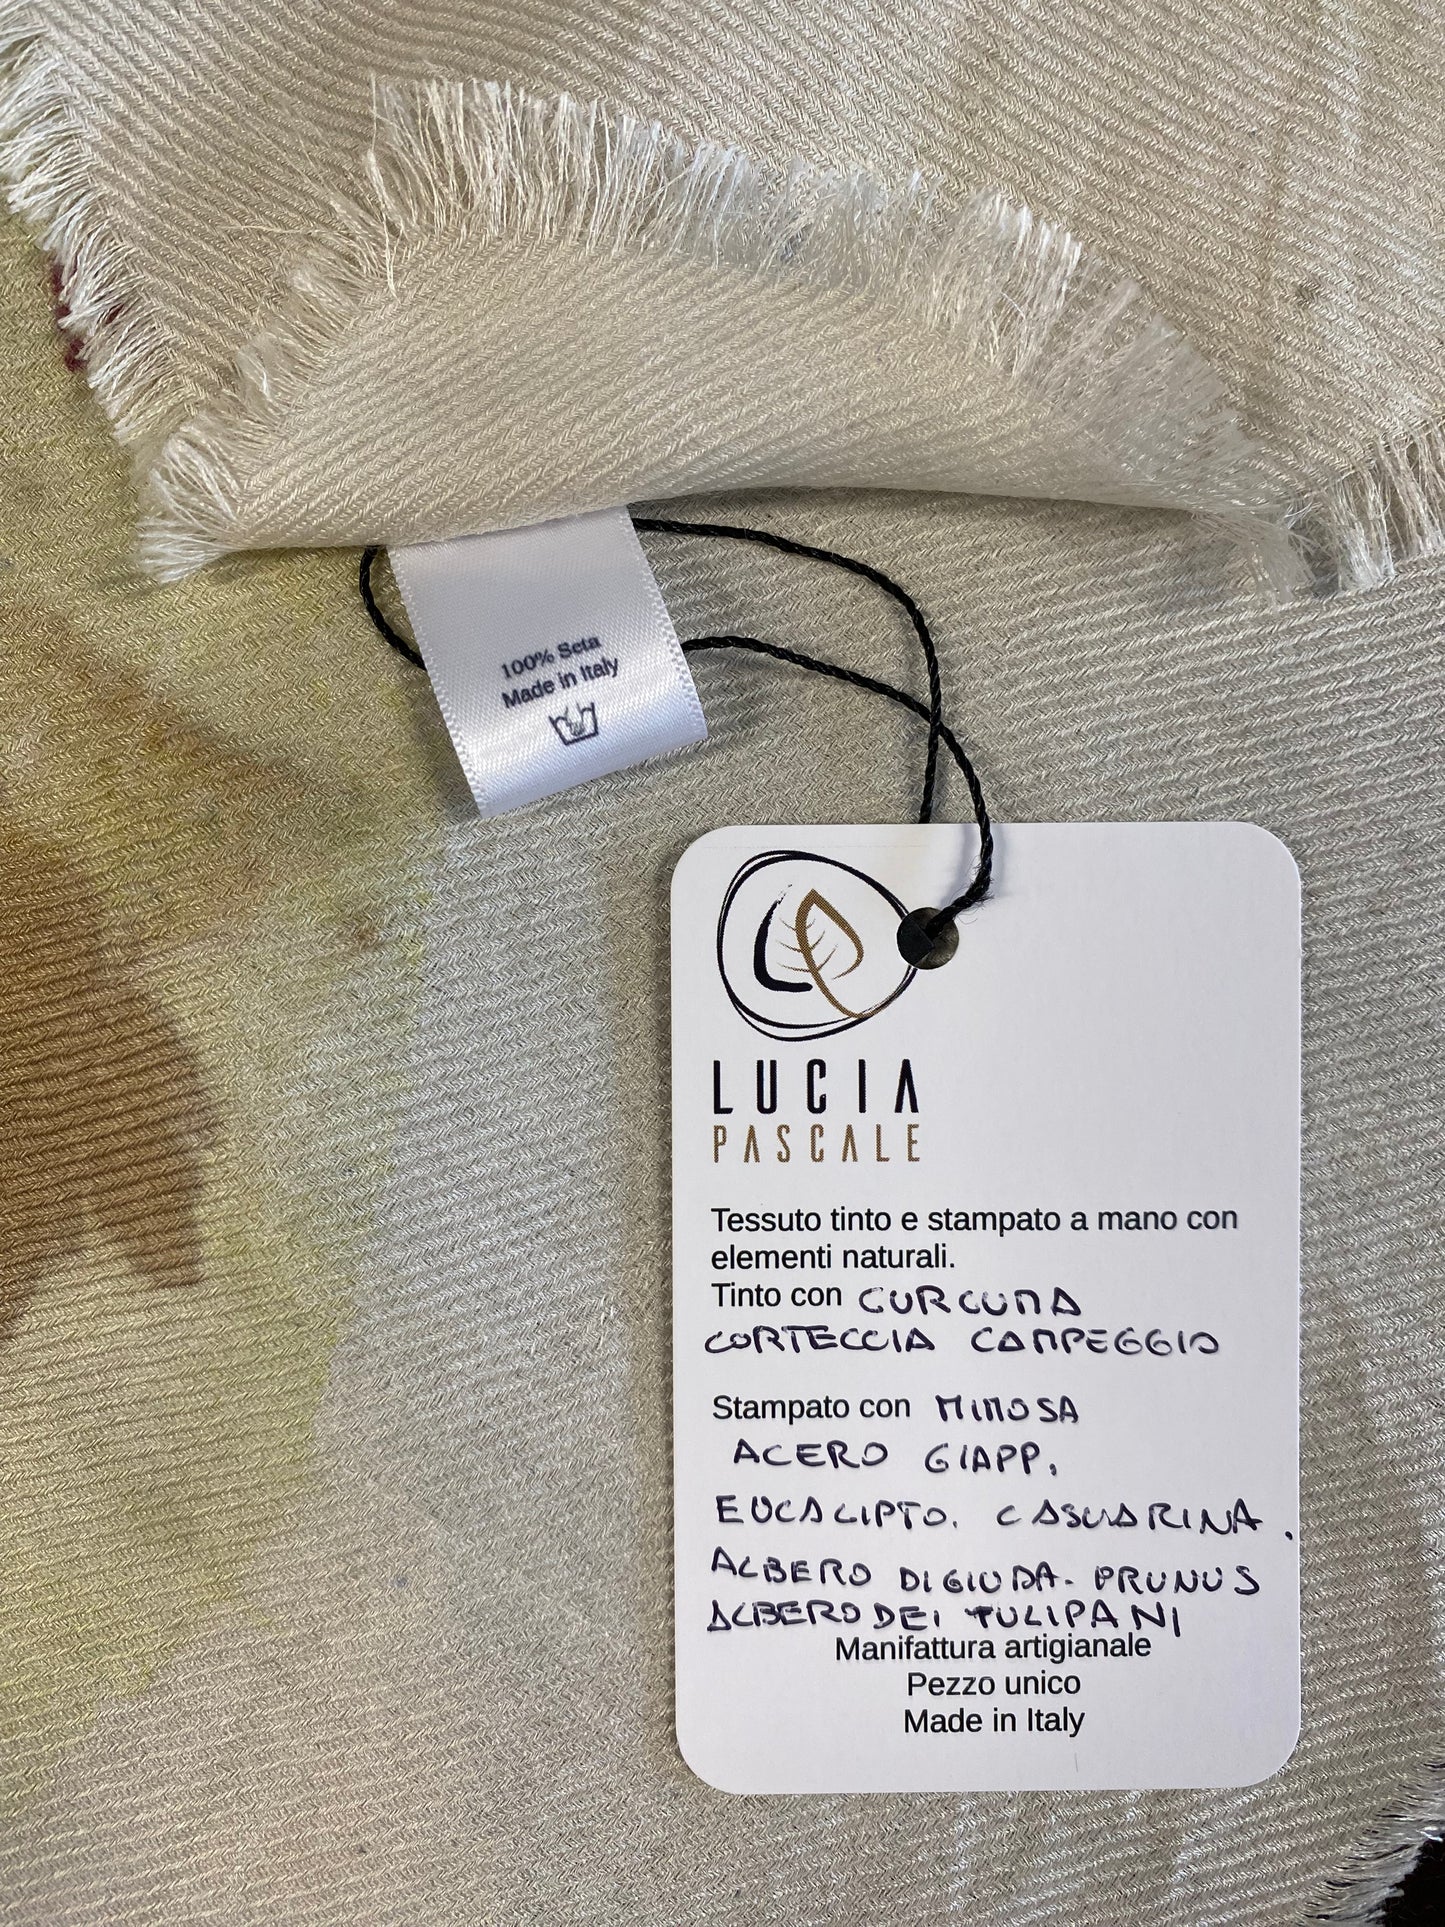 100% Seta
Made in Italy
LUCIA
PASCALE
Tessuto tinto e stampato a mano con
elementi naturali.
Tinto con CURCUMA
CORTECCIA CAMPEGGIO
Stampato con MIMOSA
ACERO GIAPP.
EUCALIPTO. CASUARINA.
ALBERO DI GIUDA. PRUNUS
ALBERO DEI TULIPANI
Manifattura artigianale
Pezzo unico
Made in Italy